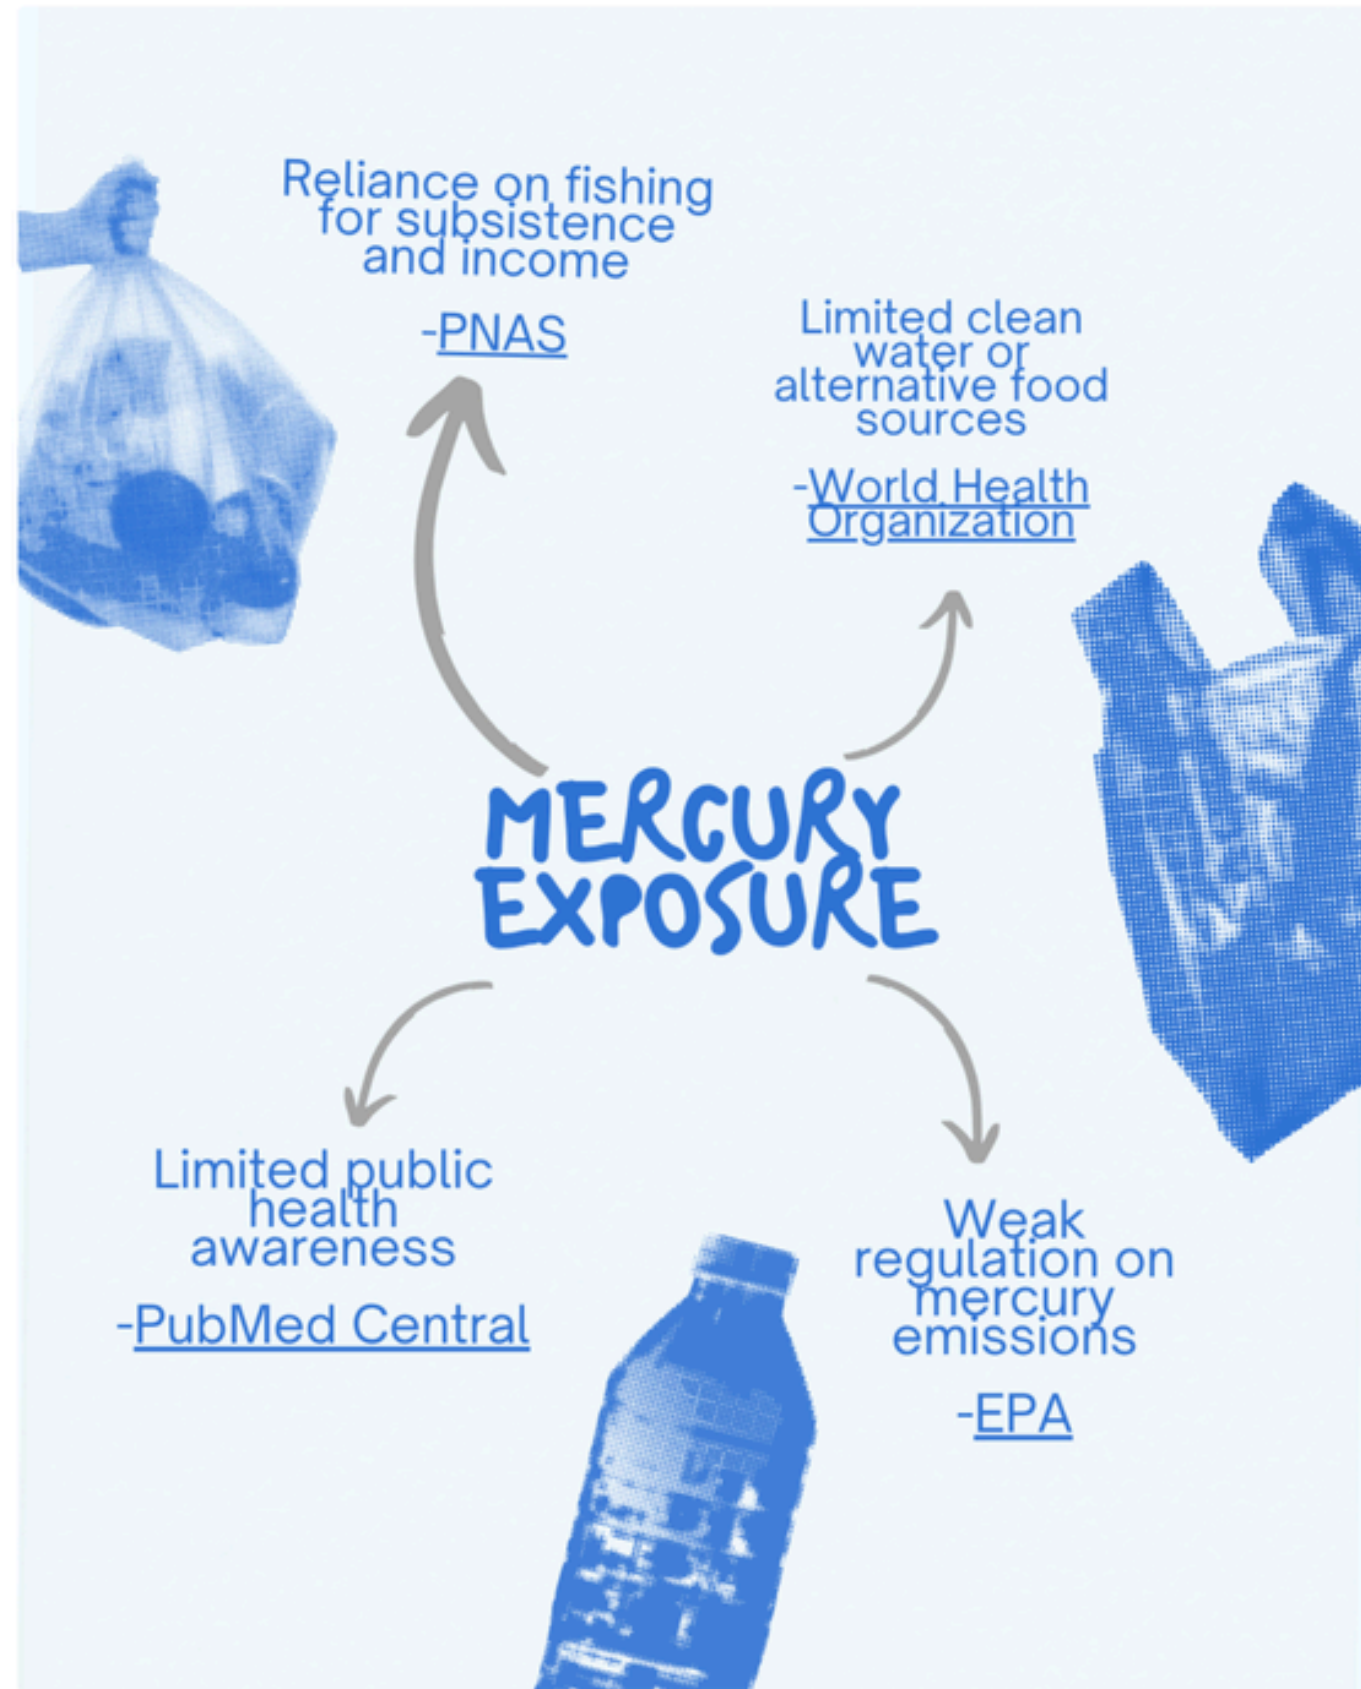 Reliance on fishing
for subsistence
and income
-PNAS
Limited clean
water or
alternative food
sources
-World Health
Organization
MERCURY
EXPOSURE
Limited public
health
awareness
-PubMed Central
Weak
regulation on
mercury
emissions
-EPA